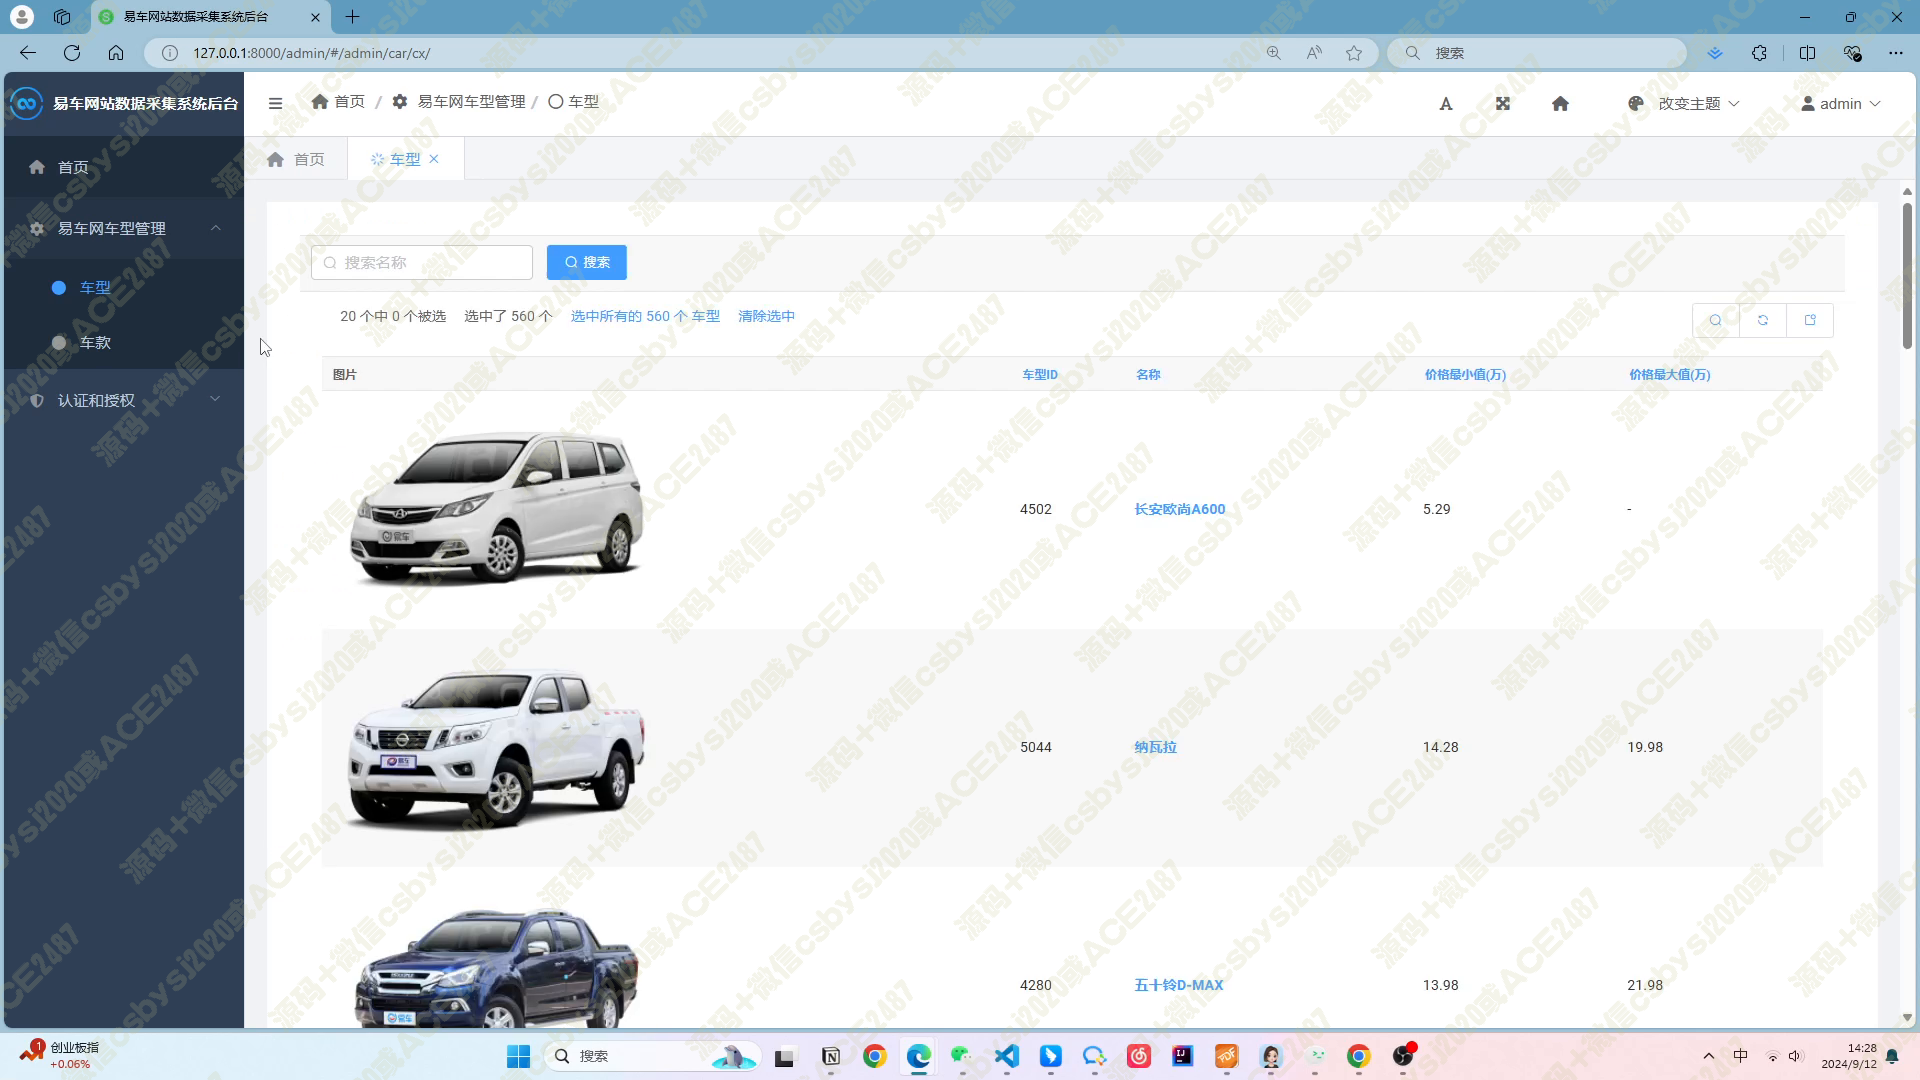 易车网站数据采集系统后台
127.0.0.1:8000/admin/#/admin/car/cx/
搜索
易车网站数据采集系统后台
首页 / 易车网车型管理 / 车型
改变主题
admin
首页
车型
首页
易车网车型管理
车型
车款
认证和授权
搜索名称
搜索
20 个中 0 个被选 选中了 560 个 选中所有的 560 个 车型 清除选中
图片 车型ID 名称 价格最小值(万) 价格最大值(万)
易车
4502 长安欧尚A600 5.29 -
易车
5044 纳瓦拉 14.28 19.98
易车
4280 五十铃D-MAX 13.98 21.98
源码+微信csbysj2020或ACE2487
1
创业板指
+0.06%
搜索
中
14:28
2024/9/12